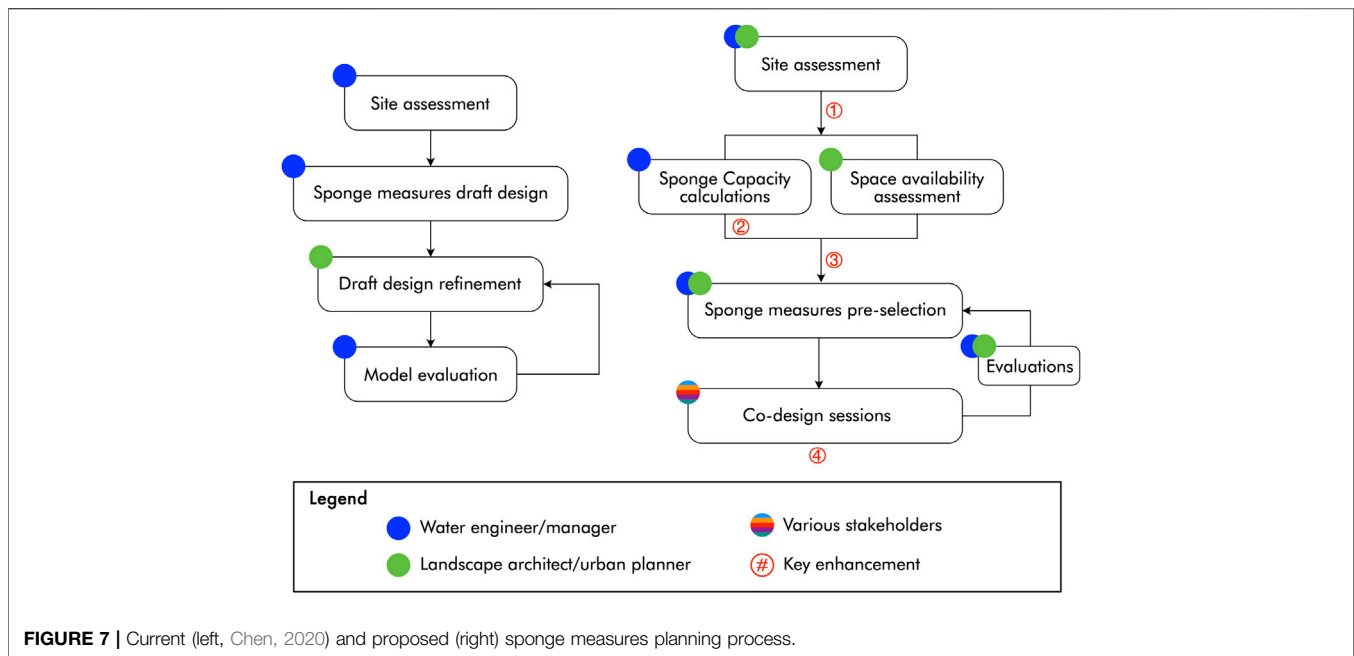 Site assessment
Sponge measures draft design
Draft design refinement
Model evaluation
Site assessment
①
Sponge Capacity
calculations
Space availability
assessment
②
③
Sponge measures pre-selection
Evaluations
Co-design sessions
④
Legend
Water engineer/manager
Landscape architect/urban planner
Various stakeholders
# Key enhancement
FIGURE 7 | Current (left, Chen, 2020) and proposed (right) sponge measures planning process.